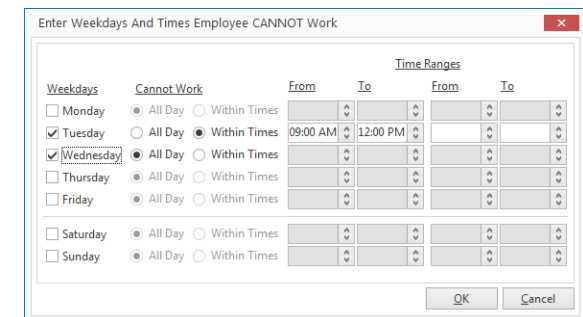 Enter Weekdays And Times Employee CANNOT Work
Time Ranges
Weekdays Cannot Work From To From To
Monday All Day Within Times
Tuesday All Day Within Times 09:00 AM 12:00 PM
Wednesday All Day Within Times
Thursday All Day Within Times
Friday All Day Within Times
Saturday All Day Within Times
Sunday All Day Within Times
OK Cancel